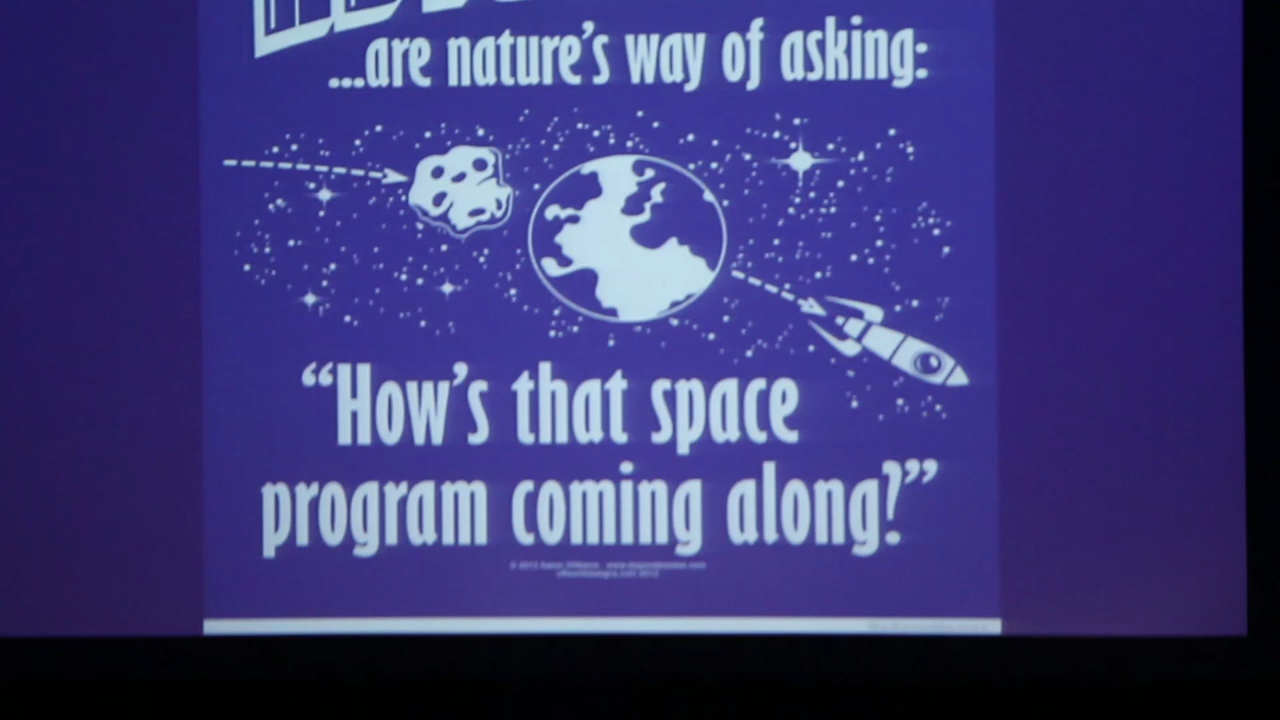 ...are nature's way of asking:
“How's that space
program coming along?”